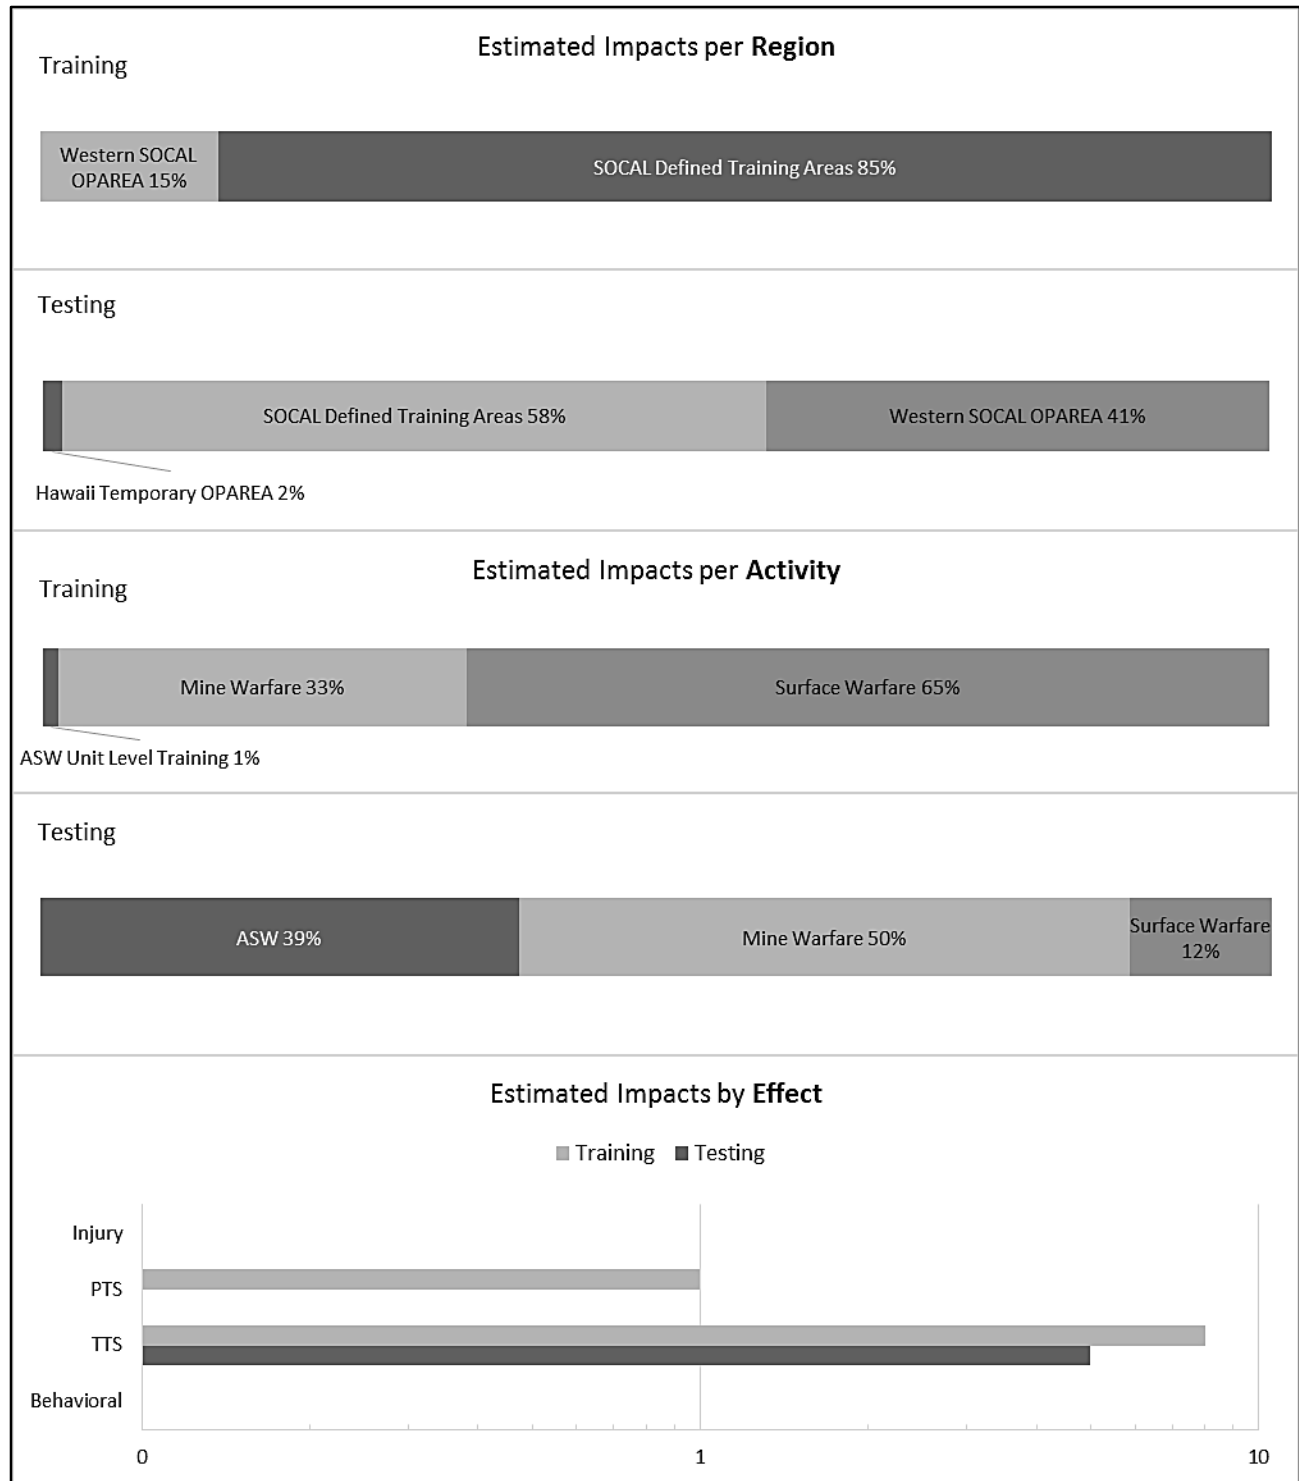 Estimated Impacts per Region
Training
Western SOCAL
OPAREA 15%
SOCAL Defined Training Areas 85%
Testing
SOCAL Defined Training Areas 58%
Western SOCAL OPAREA 41%
Hawaii Temporary OPAREA 2%
Estimated Impacts per Activity
Training
Mine Warfare 33%
Surface Warfare 65%
ASW Unit Level Training 1%
Testing
ASW 39%
Mine Warfare 50%
Surface Warfare
12%
Estimated Impacts by Effect
Training Testing
Injury
PTS
TTS
Behavioral
0 1 10